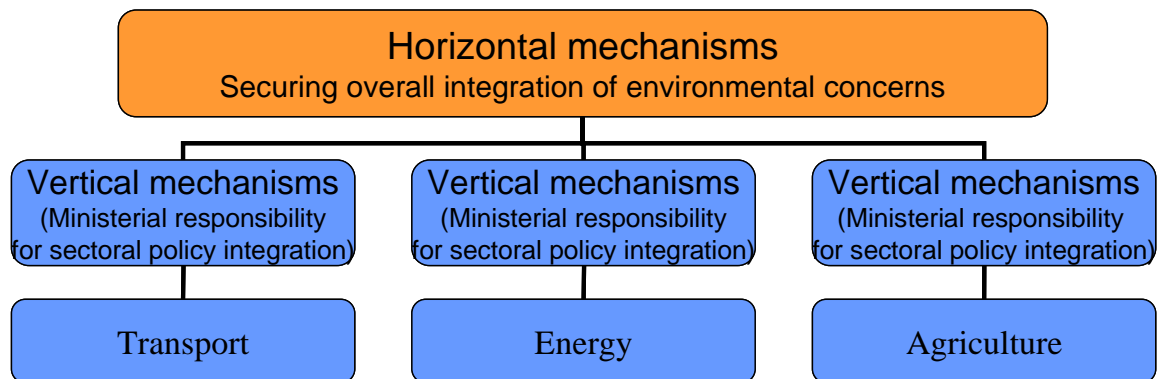 Horizontal mechanisms
Securing overall integration of environmental concerns
Vertical mechanisms
(Ministerial responsibility
for sectoral policy integration)
Vertical mechanisms
(Ministerial responsibility
for sectoral policy integration)
Vertical mechanisms
(Ministerial responsibility
for sectoral policy integration)
Transport
Energy
Agriculture